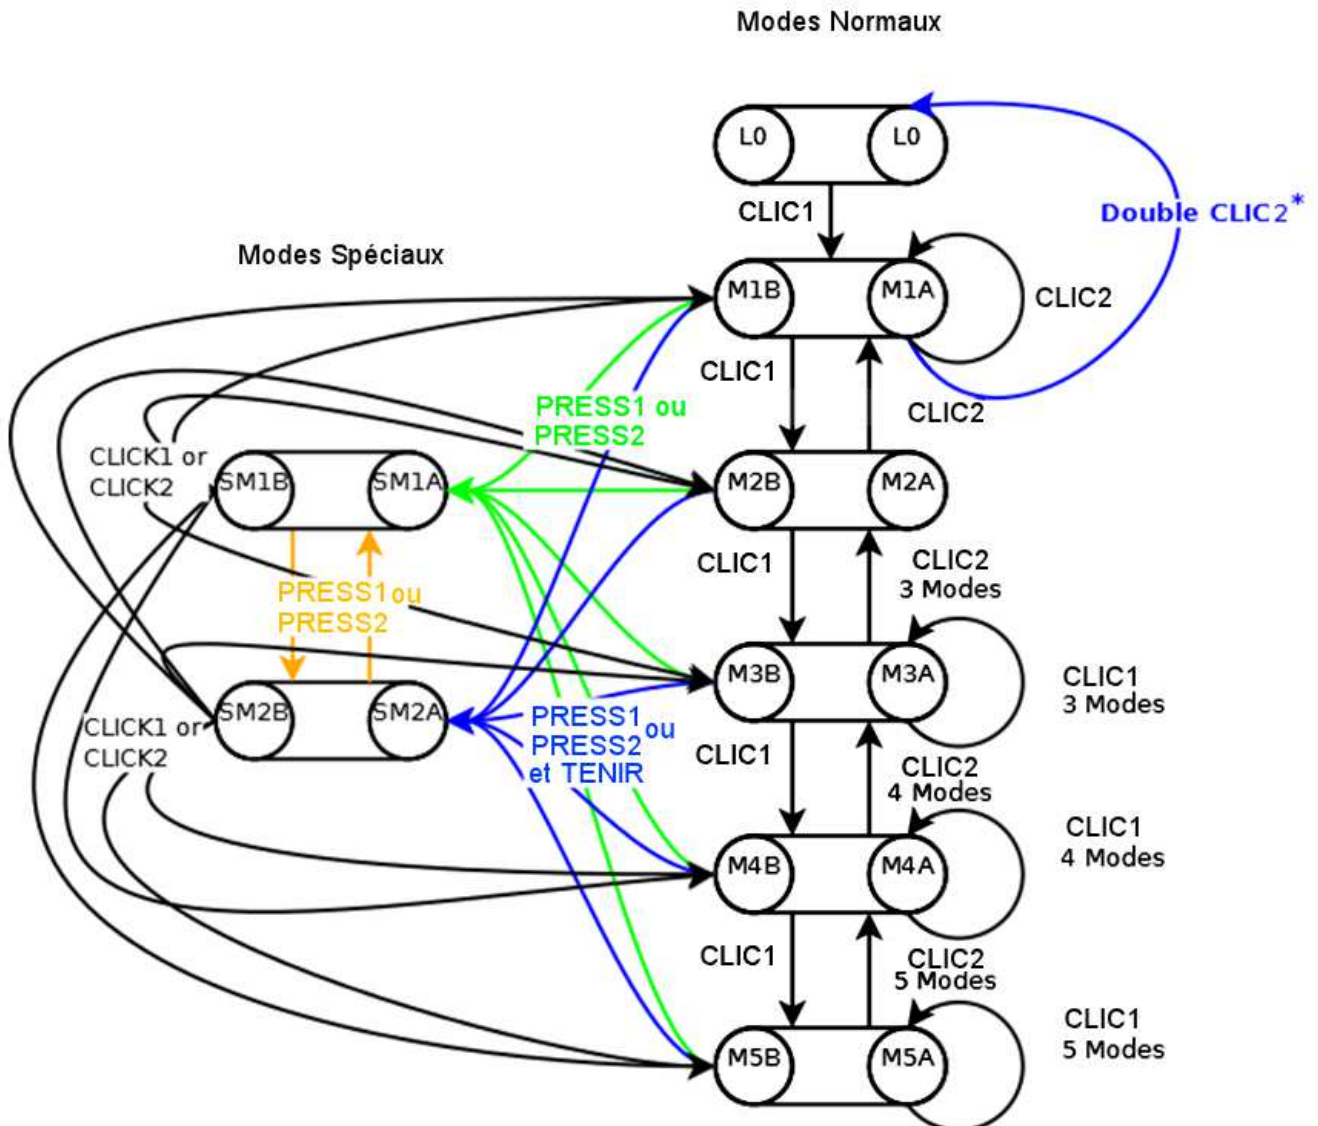 Modes Normaux
L0
L0
CLIC1
Double CLIC2*
Modes Spéciaux
M1B
M1A
CLIC2
CLIC1
CLIC2
PRESS1 ou
PRESS2
CLICK1 or
CLICK2
SM1B
SM1A
M2B
M2A
CLIC1
CLIC2
3 Modes
PRESS1 ou
PRESS2
M3B
M3A
CLIC1
3 Modes
SM2B
SM2A
CLICK1 or
CLICK2
PRESS1 ou
PRESS2
et TENIR
CLIC1
CLIC2
4 Modes
M4B
M4A
CLIC1
4 Modes
CLIC1
CLIC2
5 Modes
M5B
M5A
CLIC1
5 Modes